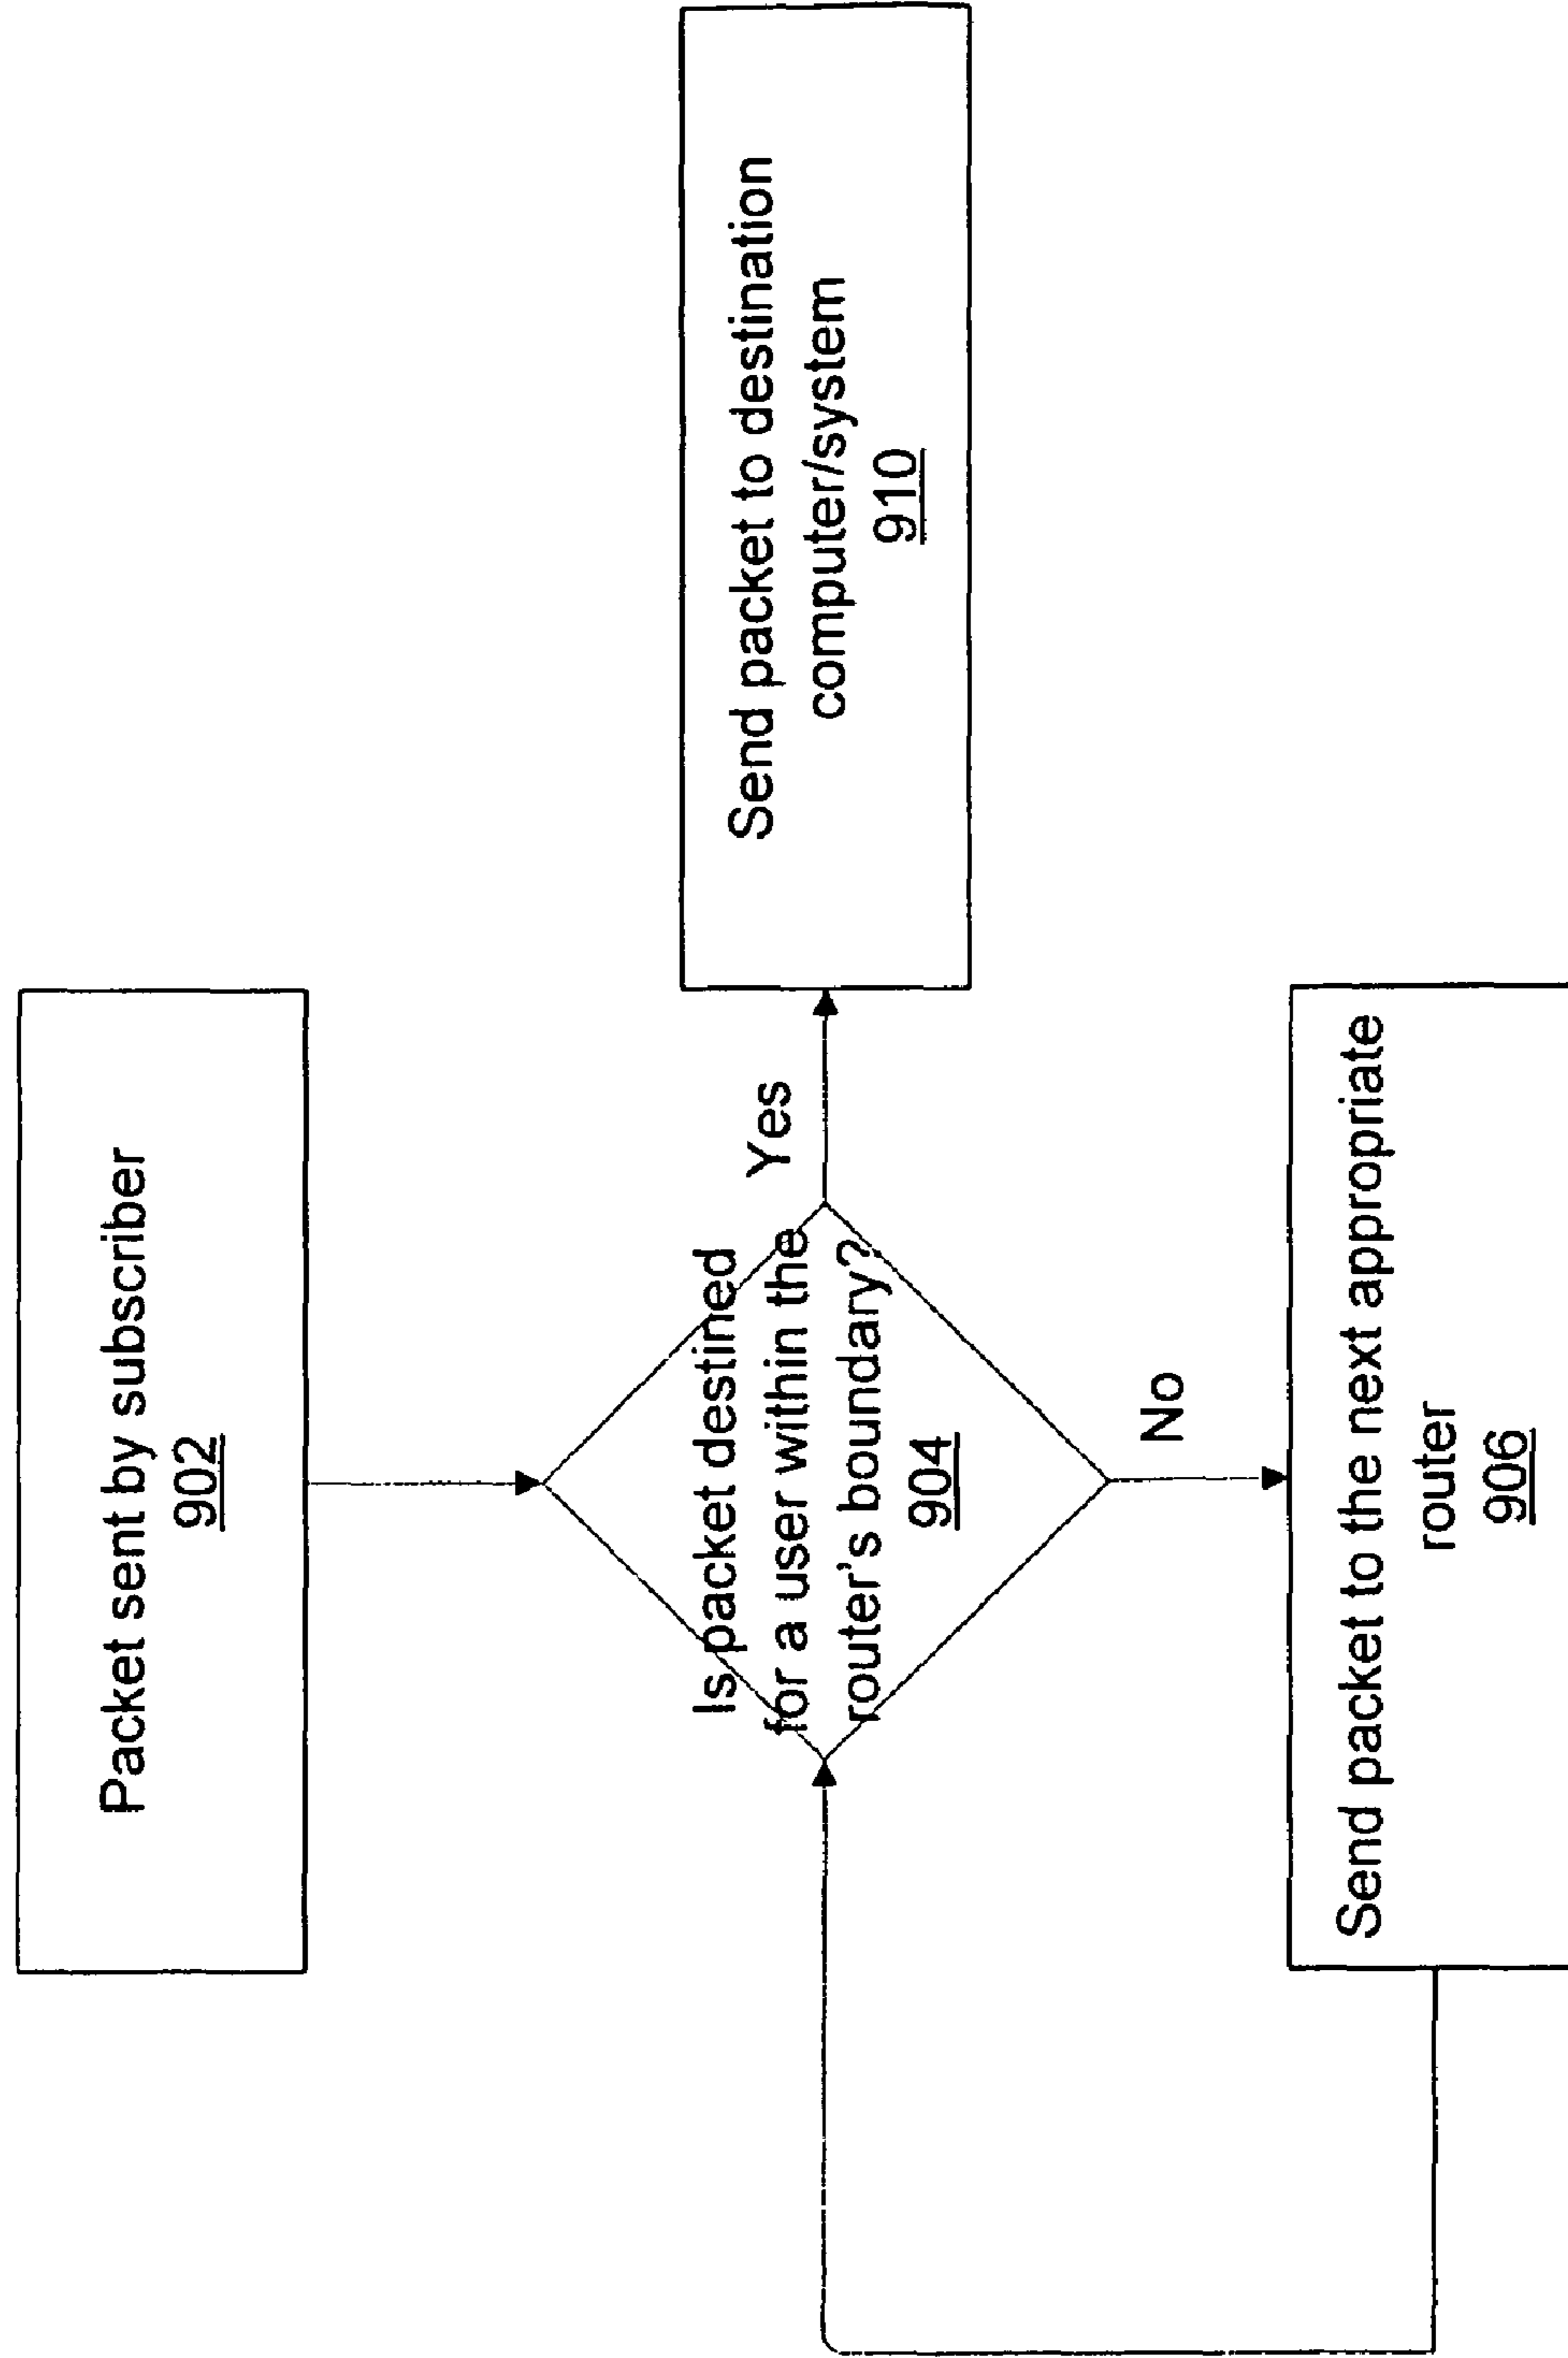 Packet sent by subscriber
902
Is packet destined
for a user within the
router's boundary?
904
Yes
Send packet to destination
computer/system
910
No
Send packet to the next appropriate
router
906